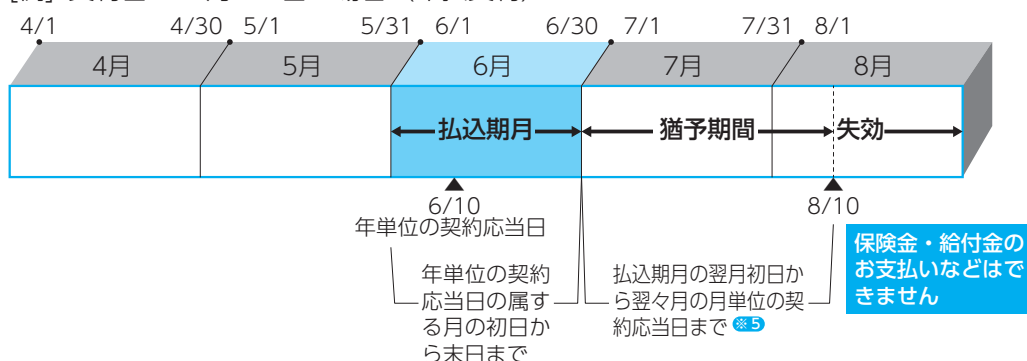 4/1 4/30 5/1 5/31 6/1 6/30 7/1 7/31 8/1
4月 5月 6月 7月 8月
払込期月 猶予期間 失効
6/10 8/10
年単位の契約応当日
年単位の契約
応当日の属す
る月の初日か
ら末日まで
払込期月の翌月初日か
ら翌々月の月単位の契
約応当日まで ※5
保険金・給付金の
お支払いなどはで
きません